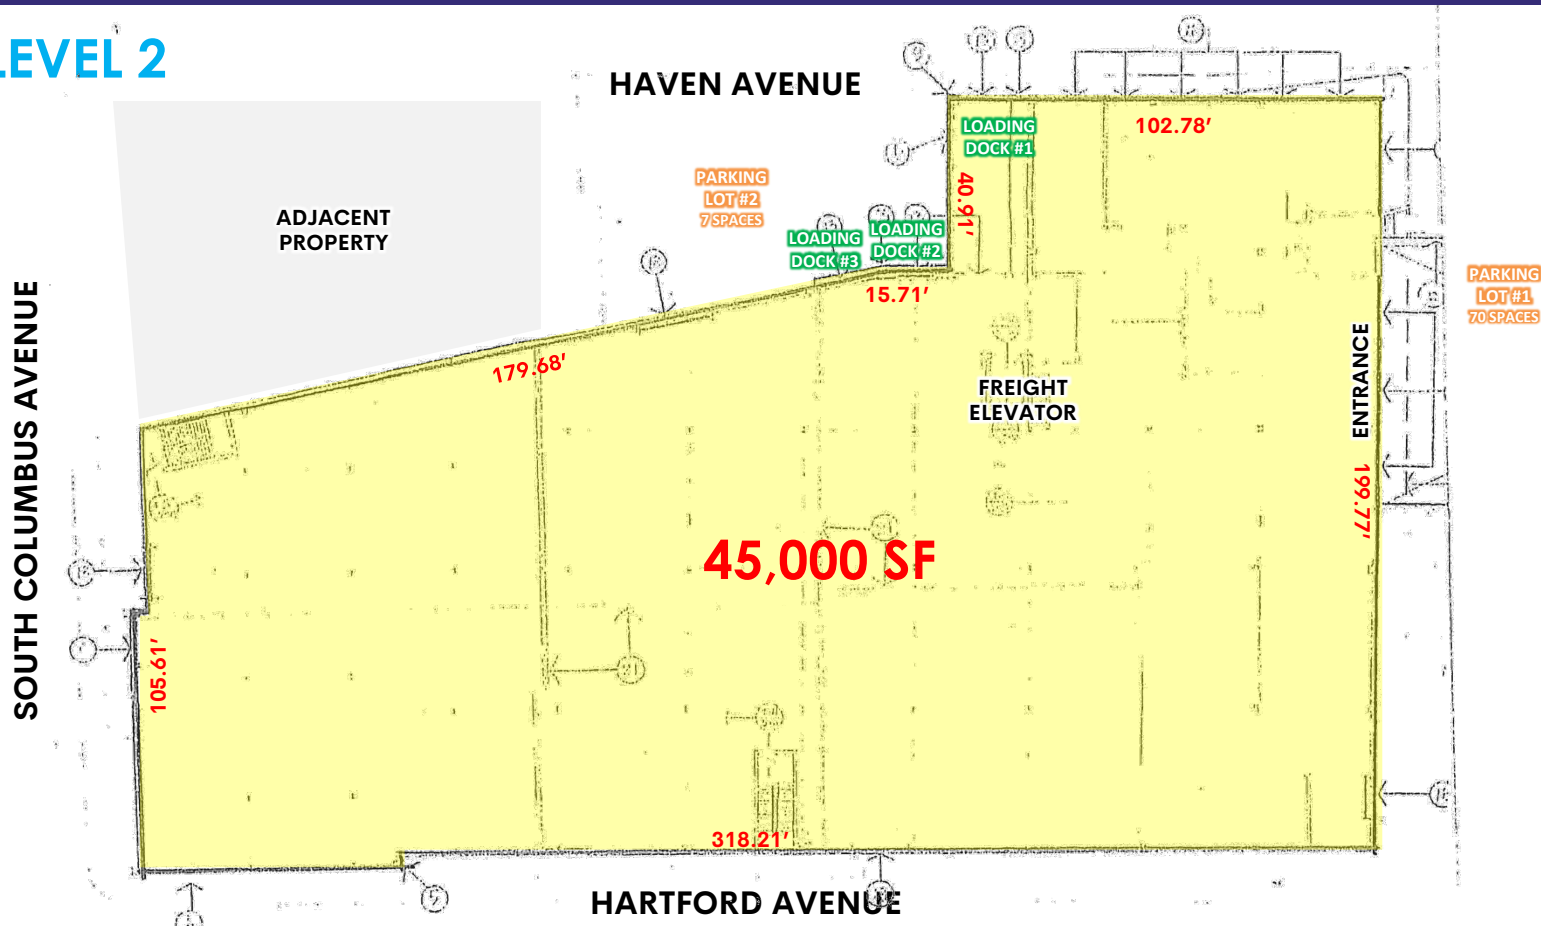 LEVEL 2
HAVEN AVENUE
LOADING
DOCK #1
102.78'
40.91'
PARKING
LOT #2
7 SPACES
ADJACENT
PROPERTY
LOADING
DOCK #3
LOADING
DOCK #2
15.71'
PARKING
LOT #1
70 SPACES
179.68'
FREIGHT
ELEVATOR
ENTRANCE
199.77'
SOUTH COLUMBUS AVENUE
45,000 SF
105.61'
318.21'
HARTFORD AVENUE